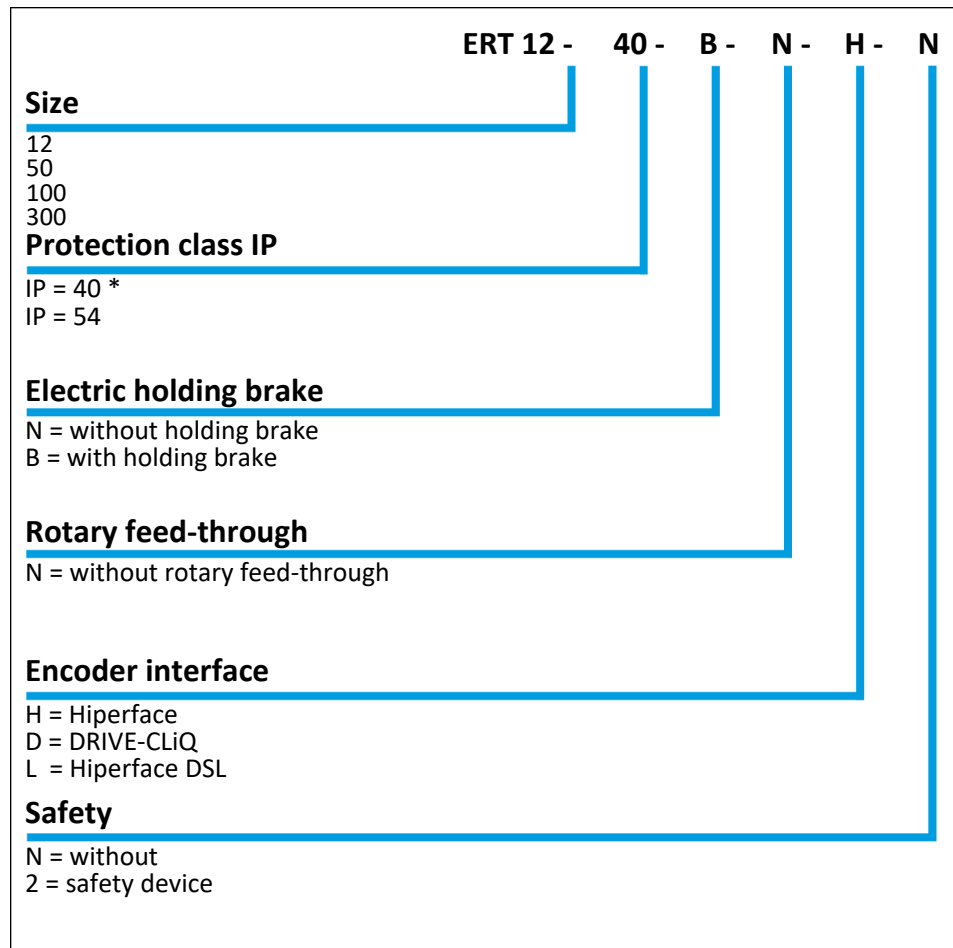 ERT 12 - 40 - B - N - H - N
Size
12
50
100
300
Protection class IP
IP = 40 *
IP = 54
Electric holding brake
N = without holding brake
B = with holding brake
Rotary feed-through
N = without rotary feed-through
Encoder interface
H = Hiperface
D = DRIVE-CLiQ
L = Hiperface DSL
Safety
N = without
2 = safety device